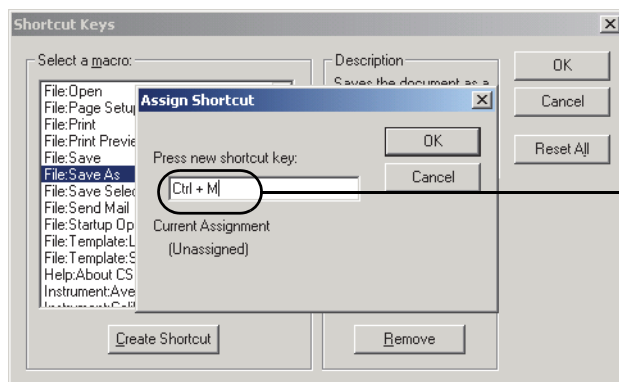 Shortcut Keys
Select a macro:
File:Open
File:Page Setu
File:Print
File:Print Previe
File:Save
File:Save As
File:Save Selec
File:Send Mail
File:Startup Op
File:Template:L
File:Template:S
Help:About CS
Instrument:Ave
Create Shortcut
Description
Saves the document as a
Remove
OK
Cancel
Reset All
Assign Shortcut
Press new shortcut key:
Ctrl + M
Current Assignment
(Unassigned)
OK
Cancel